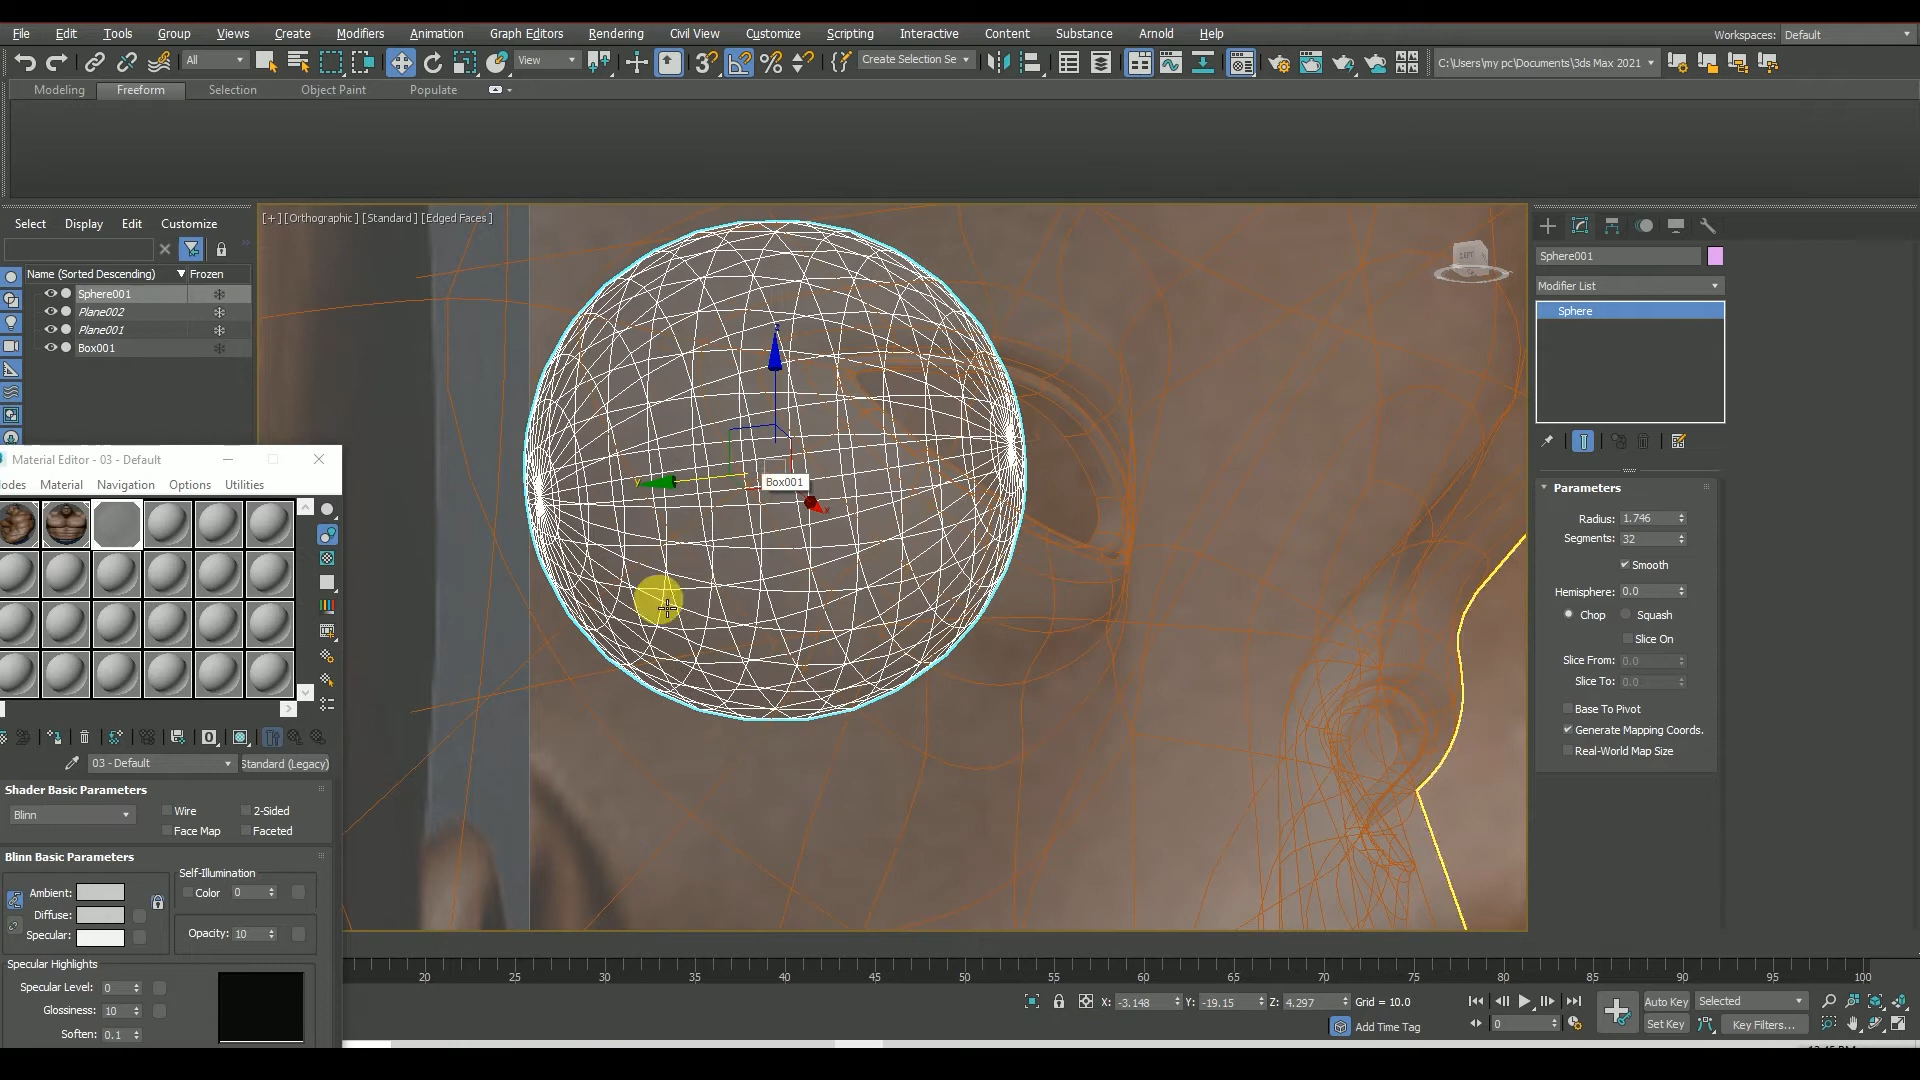 File Edit Tools Group Views Create Modifiers Animation Graph Editors Rendering Civil View Customize Scripting Interactive Content Substance Arnold Help Workspaces: Default
All View Create Selection Se C:\Users\my pc\Documents\3ds Max 2021
Modeling Freeform Selection Object Paint Populate
Select Display Edit Customize
[+] [Orthographic] [Standard] [Edged Faces]
Name (Sorted Descending) Frozen
Sphere001
Plane002
Plane001
Box001
Sphere001
Modifier List
Sphere
z
y
x
Box001
Material Editor - 03 - Default
odes Material Navigation Options Utilities
03 - Default Standard (Legacy)
Shader Basic Parameters
Blinn Wire 2-Sided
Face Map Faceted
Blinn Basic Parameters
Self-Illumination
Ambient: Color 0
Diffuse:
Specular: Opacity: 10
Specular Highlights
Specular Level: 0
Glossiness: 10
Soften: 0.1
Parameters
Radius: 1.746
Segments: 32
Smooth
Hemisphere: 0.0
Chop Squash
Slice On
Slice From: 0.0
Slice To: 0.0
Base To Pivot
Generate Mapping Coords.
Real-World Map Size
20 25 30 35 40 45 50 55 60 65 70 75 80 85 90 95 100
X: -3.148 Y: -19.15 Z: 4.297 Grid = 10.0
Add Time Tag
Auto Key Selected
0 Set Key Key Filters...